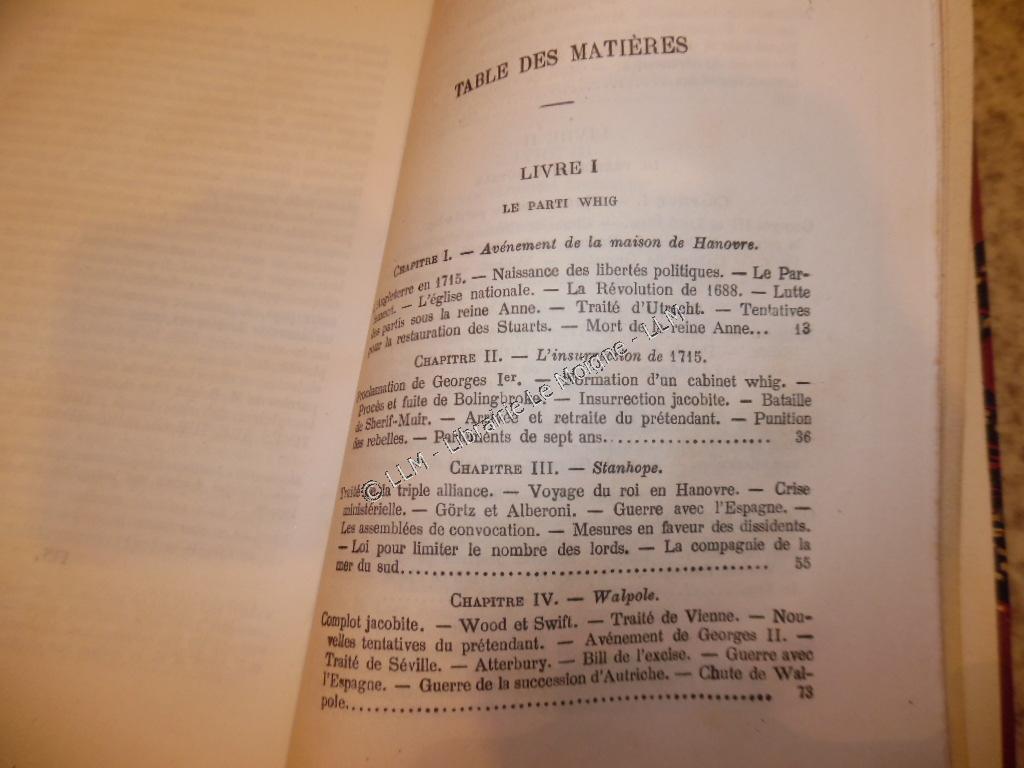 TABLE DES MATIÈRES
LIVRE I
LE PARTI WHIG
CHAPITRE I. — Avénement de la maison de Hanovre.
Angleterre en 1715. — Naissance des libertés politiques. — Le Par-
lement. — L'église nationale. — La Révolution de 1688. — Lutte
des partis sous la reine Anne. — Traité d'Utrecht. — Tentatives
pour la restauration des Stuarts. — Mort de la reine Anne... 13
CHAPITRE II. — L'insurrection de 1715.
Proclamation de Georges Ier. — Formation d'un cabinet whig. —
Procès et fuite de Bolingbroke. — Insurrection jacobite. — Bataille
de Sherif-Muir. — Arrivée et retraite du prétendant. — Punition
des rebelles. — Parlements de sept ans. 36
CHAPITRE III. — Stanhope.
Traité de la triple alliance. — Voyage du roi en Hanovre. — Crise
ministérielle. — Görtz et Alberoni. — Guerre avec l'Espagne. —
Les assemblées de convocation. — Mesures en faveur des dissidents.
— Loi pour limiter le nombre des lords. — La compagnie de la
mer du sud. 55
CHAPITRE IV. — Walpole.
Complot jacobite. — Wood et Swift. — Traité de Vienne. — Nou-
velles tentatives du prétendant. — Avénement de Georges II. —
Traité de Séville. — Atterbury. — Bill de l'excise. — Guerre avec
l'Espagne. — Guerre de la succession d'Autriche. — Chute de Wal-
pole. 73
© LLM - Librairie Le Moigne - LLM